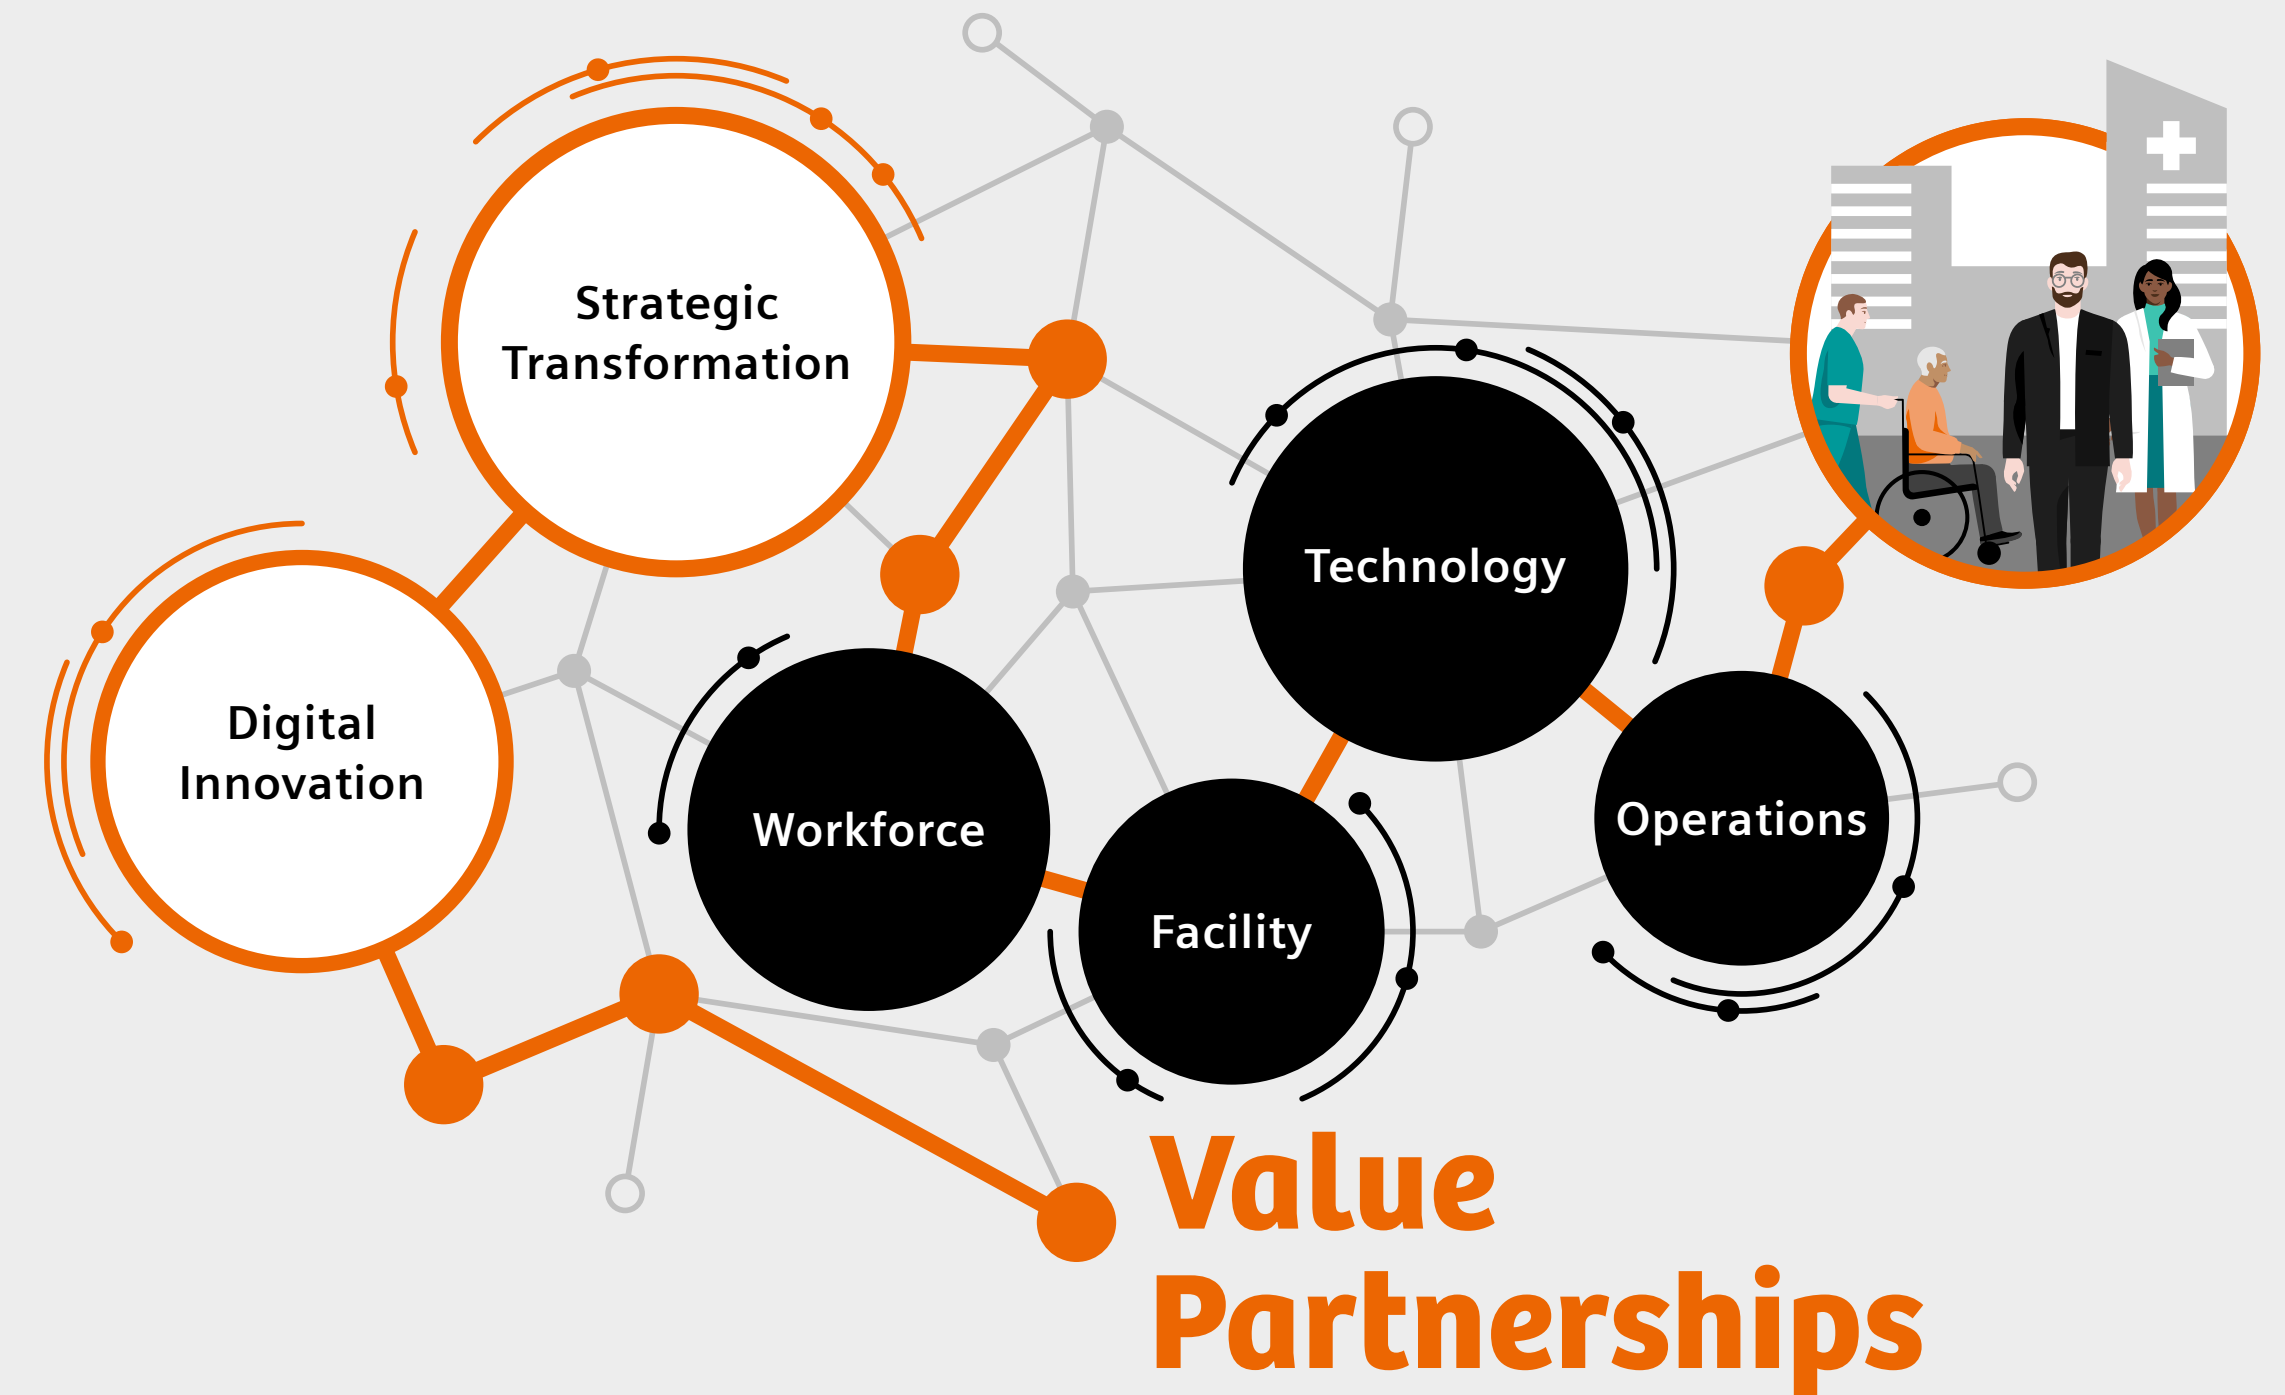 Strategic
Transformation
Digital
Innovation
Technology
Workforce
Operations
Facility
Value
Partnerships